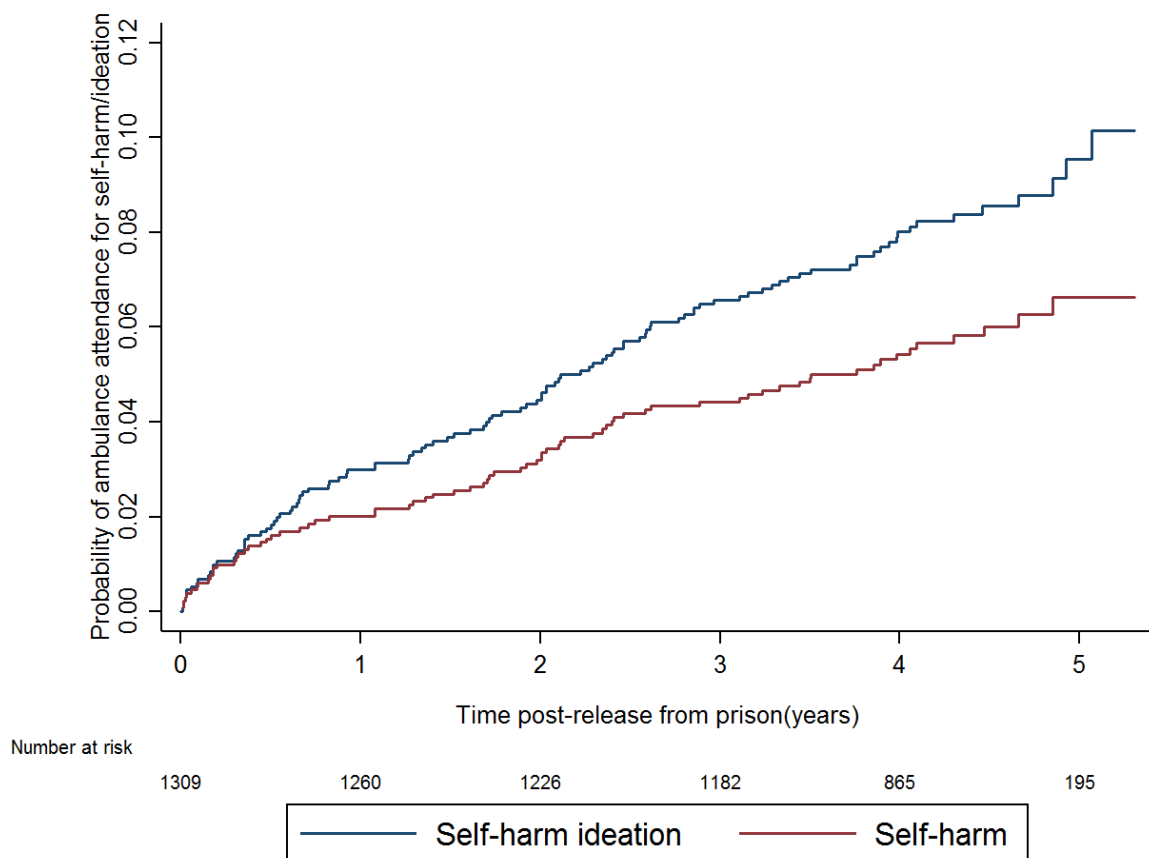 Probability of ambulance attendance for self-harm/ideation
0.12
0.10
0.08
0.06
0.04
0.02
0.00
0 1 2 3 4 5
Time post-release from prison(years)
Number at risk
1309 1260 1226 1182 865 195
Self-harm ideation Self-harm